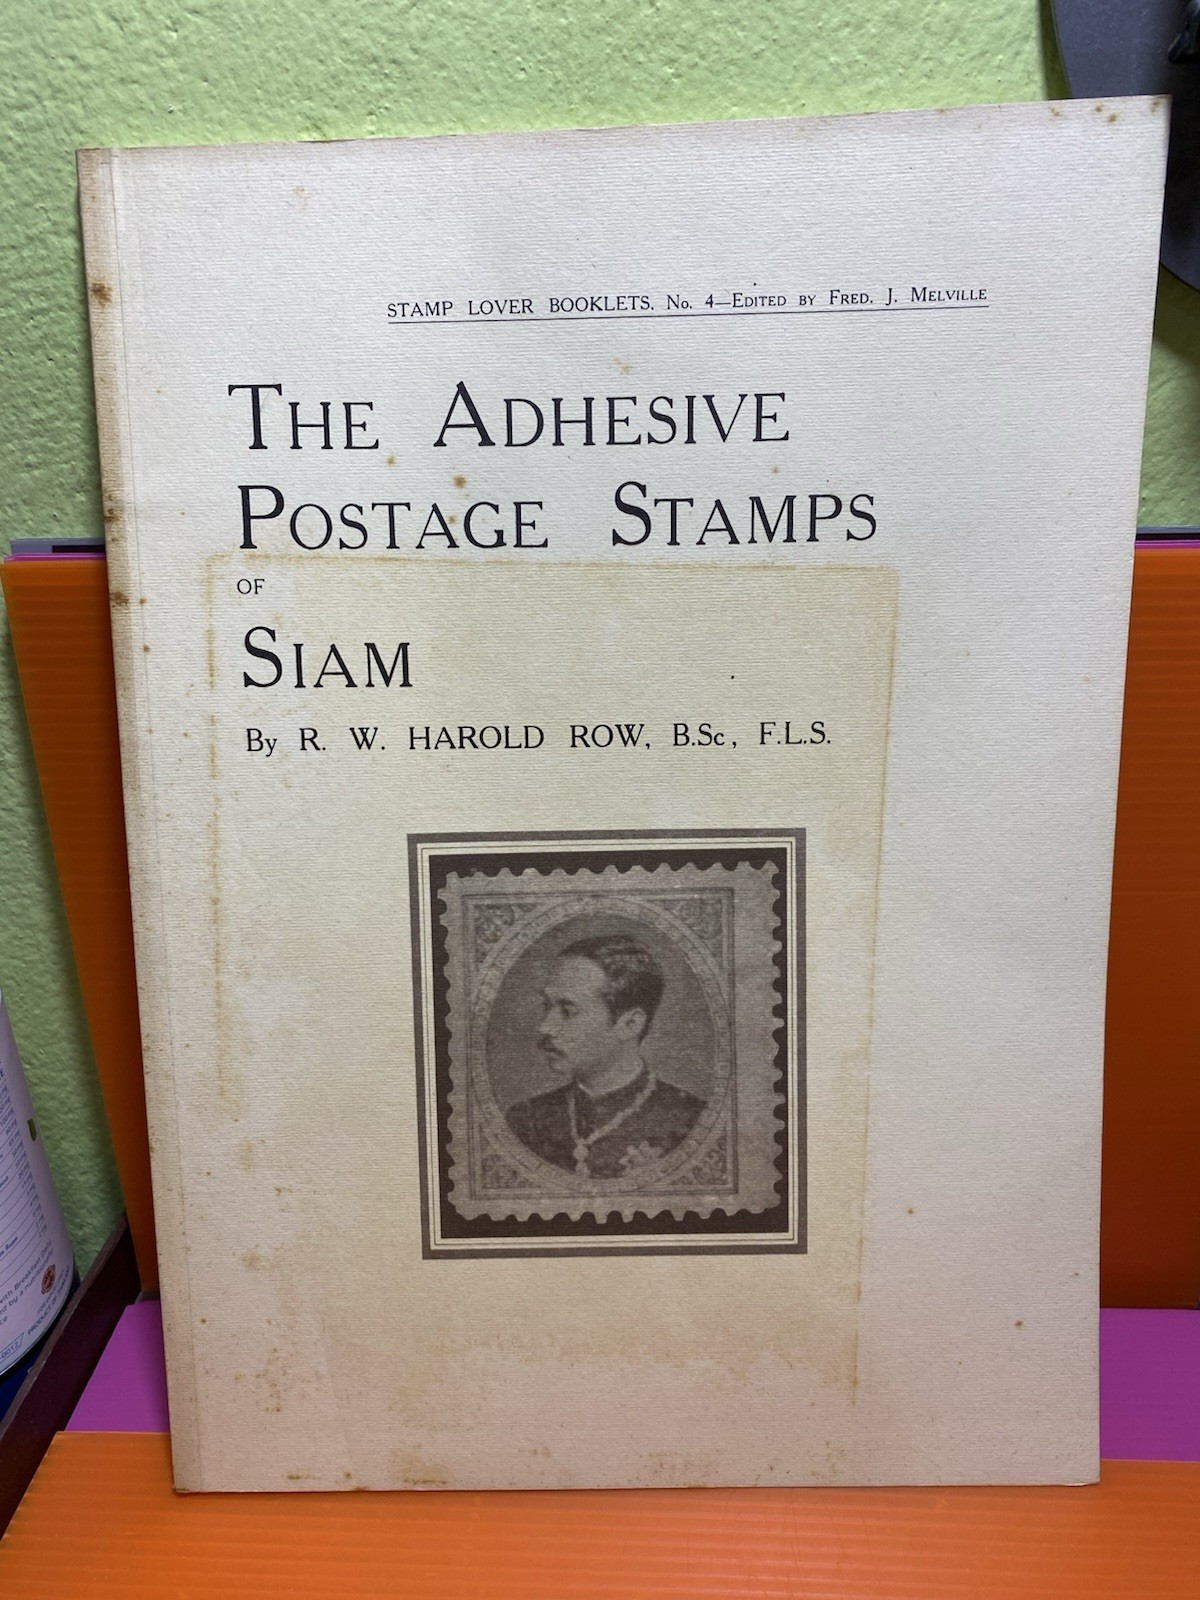 STAMP LOVER BOOKLETS. No. 4—EDITED BY FRED. J. MELVILLE
THE ADHESIVE
POSTAGE STAMPS
OF
SIAM
By R. W. HAROLD ROW, B.Sc., F.L.S.